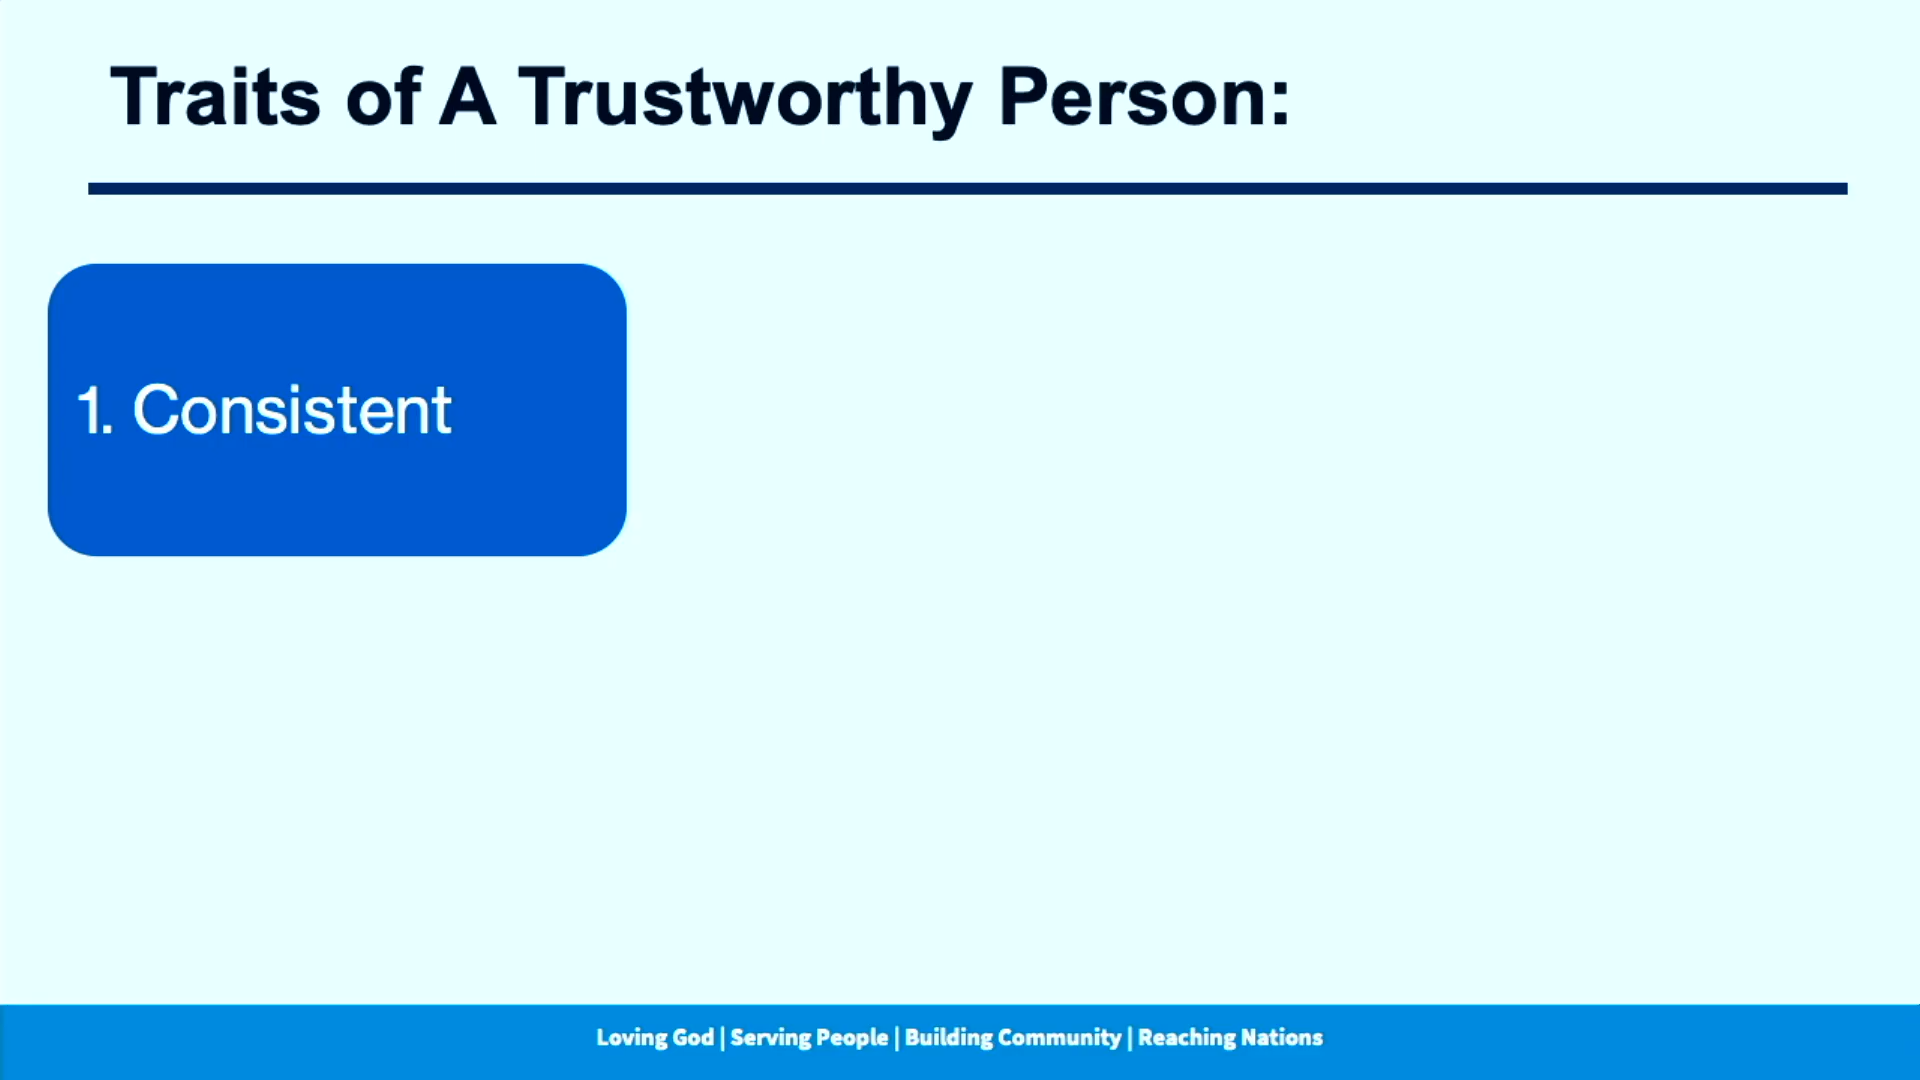 Traits of A Trustworthy Person:
1. Consistent
Loving God | Serving People | Building Community | Reaching Nations